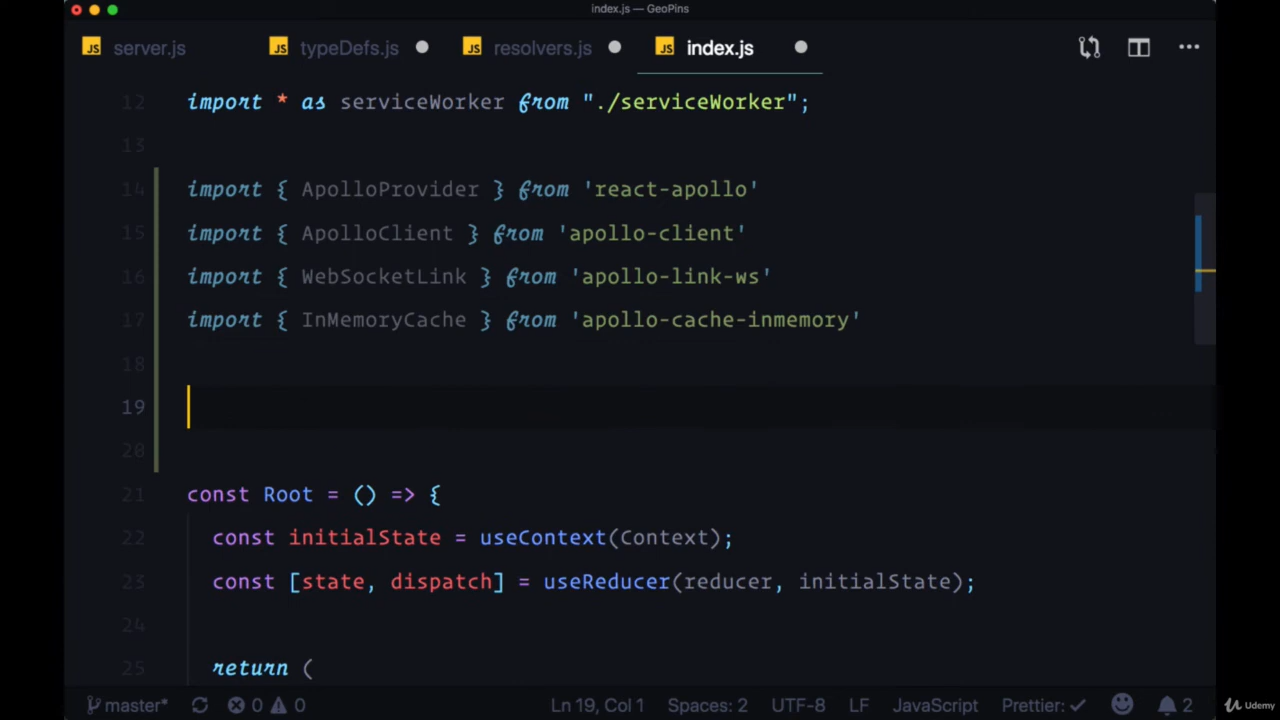 index.js — GeoPins
JS server.js JS typeDefs.js JS resolvers.js JS index.js
12 import * as serviceWorker from "./serviceWorker";
13
14 import { ApolloProvider } from 'react-apollo'
15 import { ApolloClient } from 'apollo-client'
16 import { WebSocketLink } from 'apollo-link-ws'
17 import { InMemoryCache } from 'apollo-cache-inmemory'
18
19
20
21 const Root = () => {
22 const initialState = useContext(Context);
23 const [state, dispatch] = useReducer(reducer, initialState);
24
25 return (
master* 0 0 Ln 19, Col 1 Spaces: 2 UTF-8 LF JavaScript Prettier: ✓ 2
Udemy